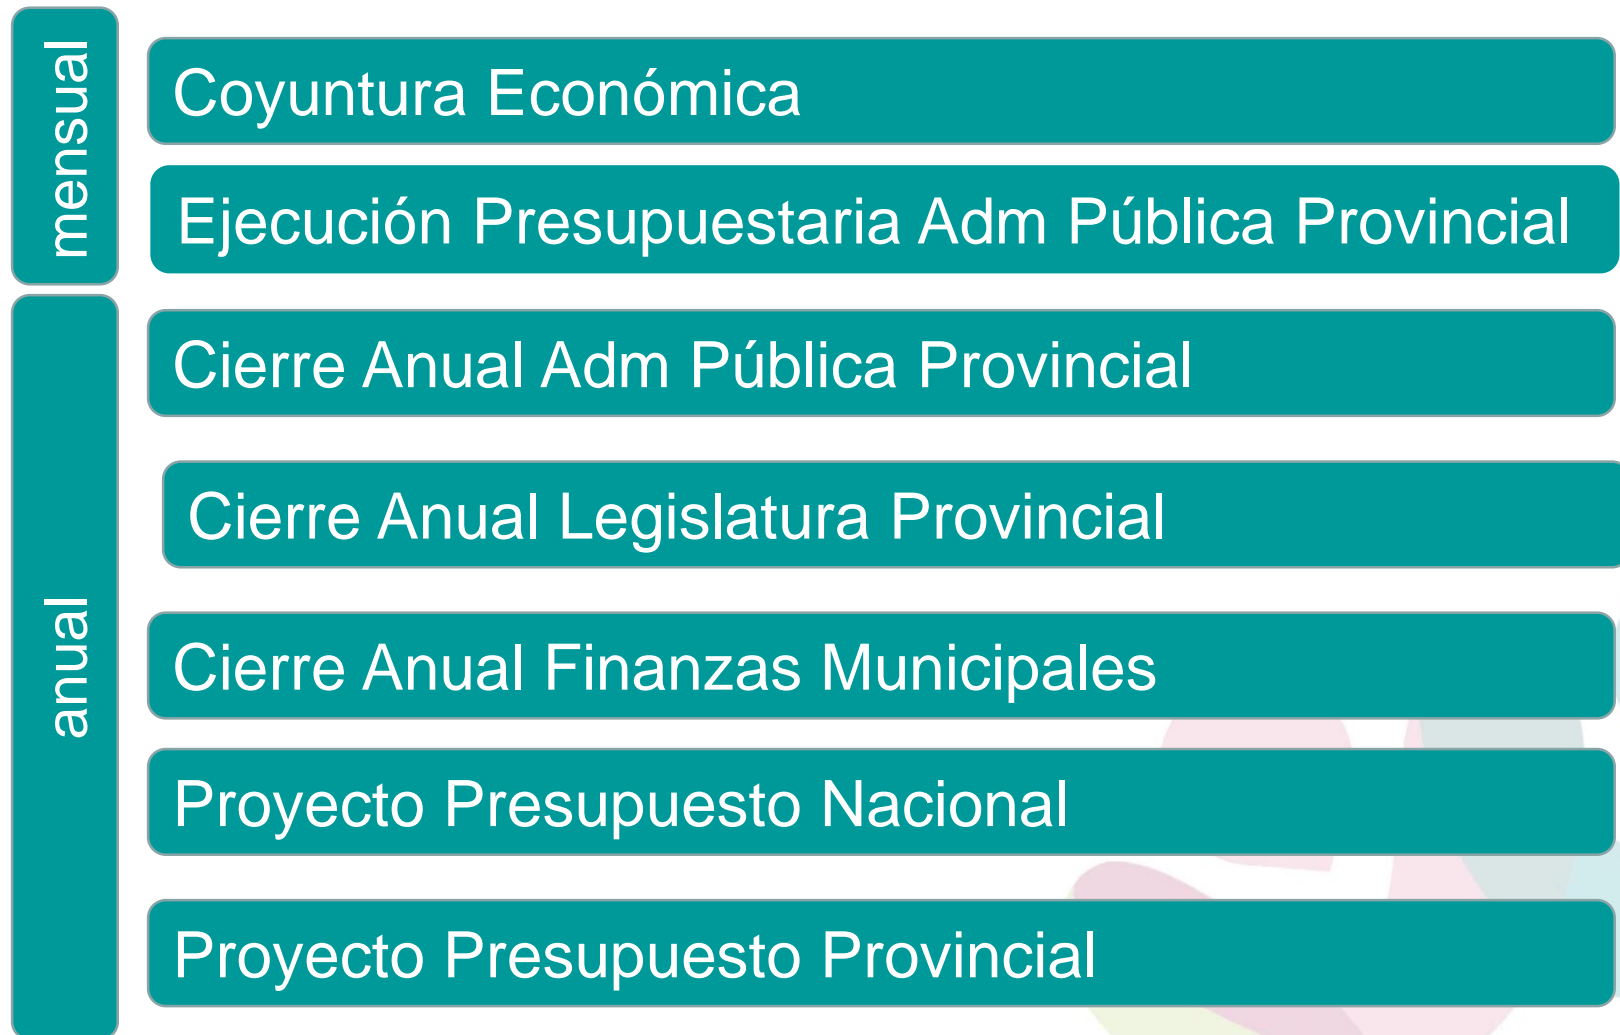 mensual
Coyuntura Económica
Ejecución Presupuestaria Adm Pública Provincial
anual
Cierre Anual Adm Pública Provincial
Cierre Anual Legislatura Provincial
Cierre Anual Finanzas Municipales
Proyecto Presupuesto Nacional
Proyecto Presupuesto Provincial